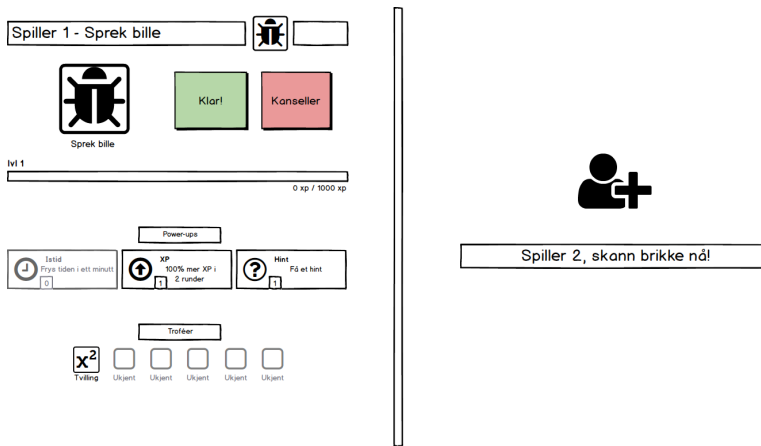 Spiller 1 - Sprek bille
Sprek bille
Klar!
Kanseller
lvl 1
0 xp / 1000 xp
Power-ups
Istid
Frys tiden i ett minutt
0
XP
100% mer XP i
2 runder
1
Hint
Få et hint
1
Troféer
x²
Tvilling
Ukjent
Ukjent
Ukjent
Ukjent
Ukjent
Spiller 2, skann brikke nå!